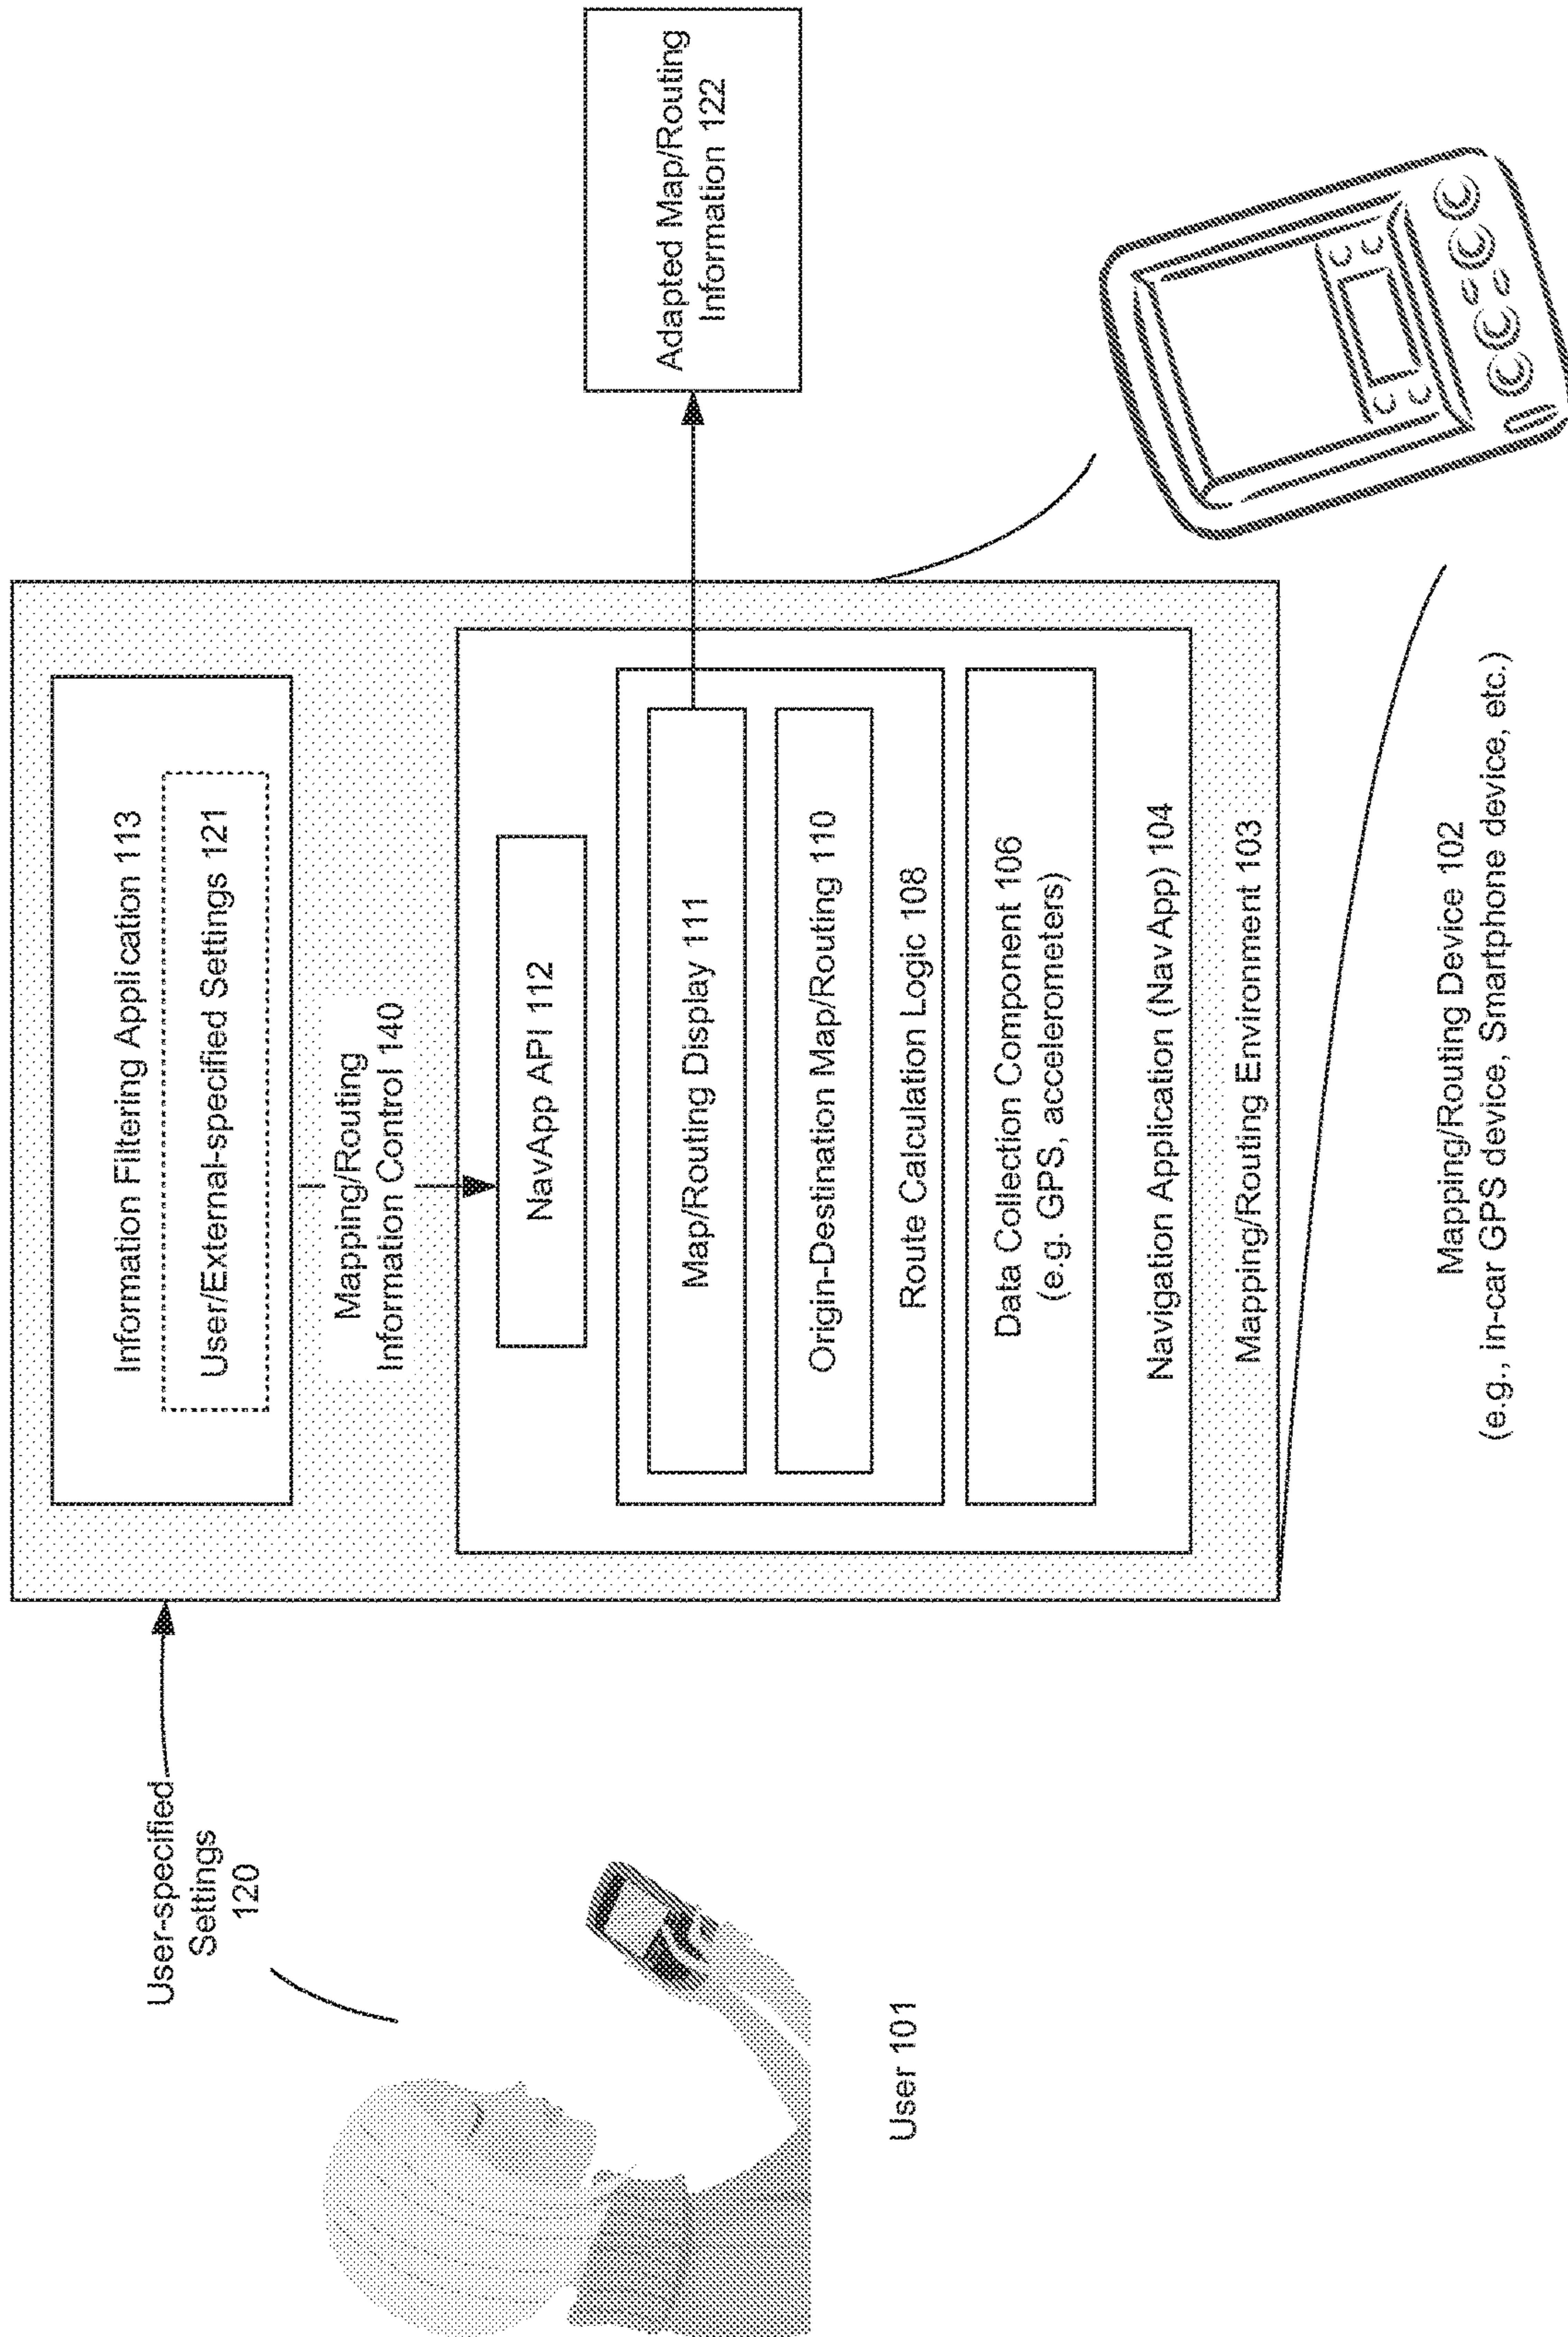 User-specified
Settings
120
User 101
Information Filtering Application 113
User/External-specified Settings 121
Mapping/Routing
Information Control 140
NavApp API 112
Map/Routing Display 111
Origin-Destination Map/Routing 110
Route Calculation Logic 108
Data Collection Component 106
(e.g. GPS, accelerometers)
Navigation Application (Nav App) 104
Mapping/Routing Environment 103
Adapted Map/Routing
Information 122
Mapping/Routing Device 102
(e.g., in-car GPS device, Smartphone device, etc.)